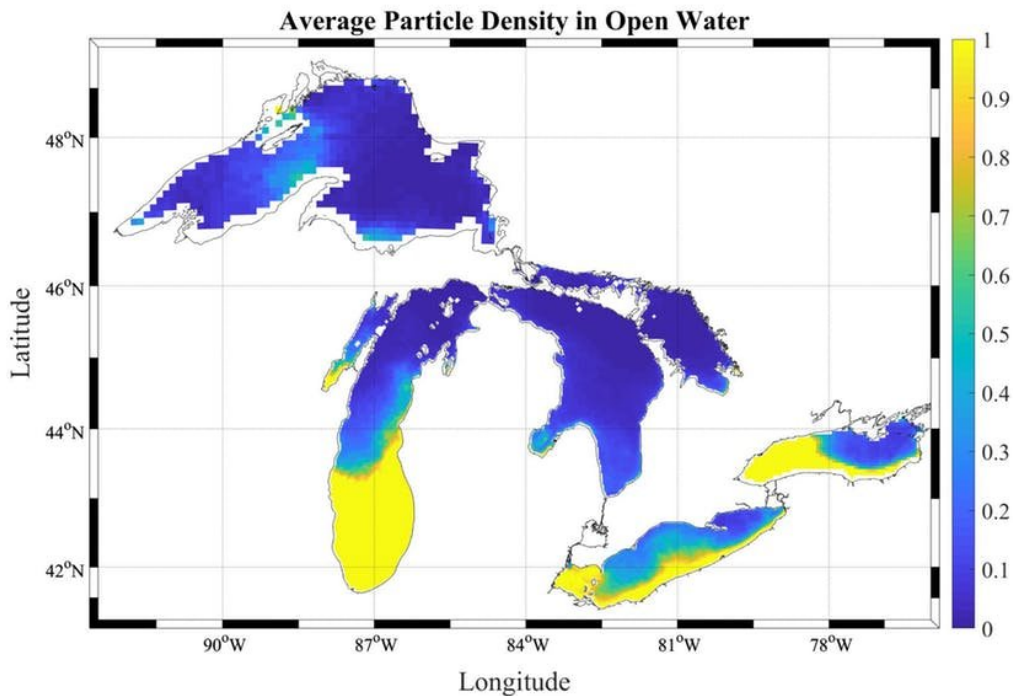 Average Particle Density in Open Water
1
0.9
0.8
0.7
0.6
0.5
0.4
0.3
0.2
0.1
0
48°N
46°N
44°N
42°N
Latitude
90°W
87°W
84°W
81°W
78°W
Longitude